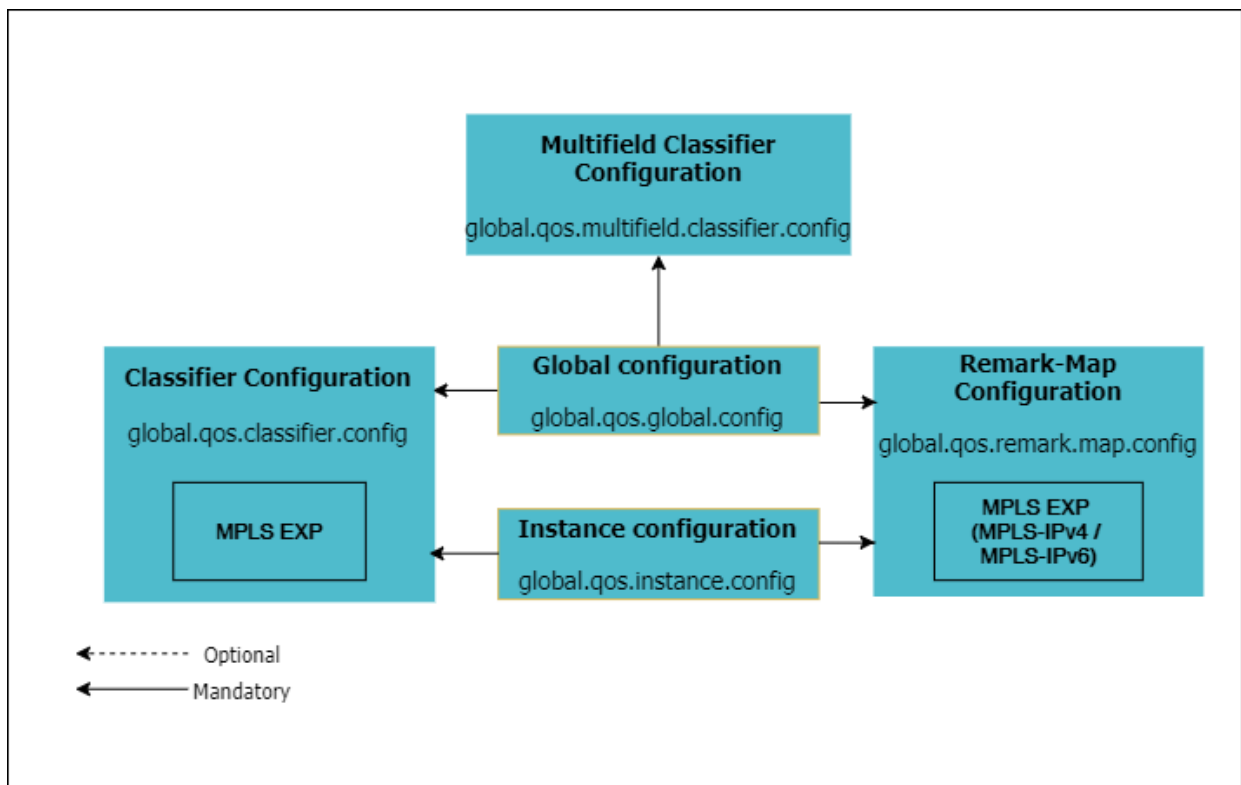 Multifield Classifier
Configuration
global.qos.multifield.classifier.config
Classifier Configuration
global.qos.classifier.config
MPLS EXP
Global configuration
global.qos.global.config
Instance configuration
global.qos.instance.config
Remark-Map
Configuration
global.qos.remark.map.config
MPLS EXP
(MPLS-IPv4 /
MPLS-IPv6)
Optional
Mandatory